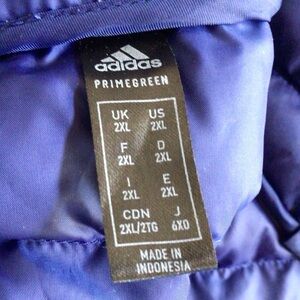 adidas
PRIMEGREEN
UK US
2XL 2XL
F D
2XL 2XL
I E
2XL 2XL
CDN J
2XL/2TG 6XO
MADE IN
INDONESIA